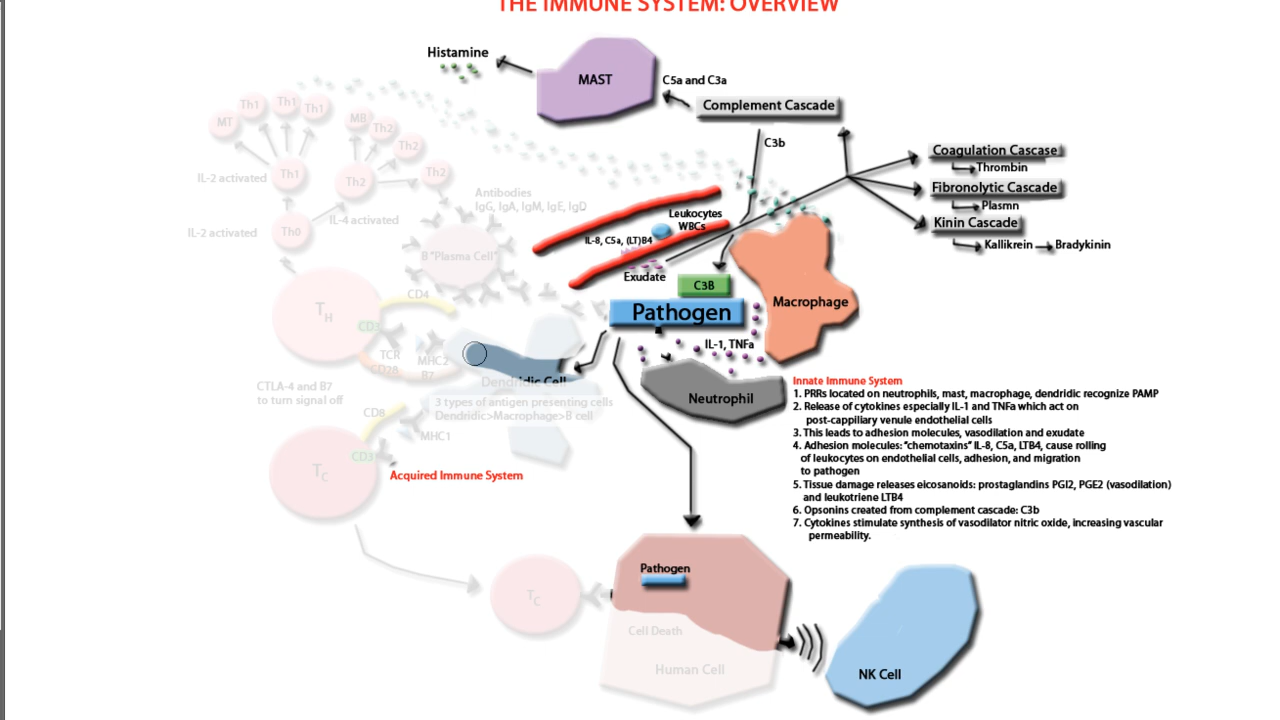 THE IMMUNE SYSTEM: OVERVIEW
Histamine
MAST
C5a and C3a
Complement Cascade
C3b
Coagulation Cascase
Thrombin
Fibronolytic Cascade
Plasmn
Kinin Cascade
Kallikrein
Bradykinin
Th1
Th1
Th1
MT
MB
Th2
Th2
Th2
IL-2 activated
Th1
Th2
IL-4 activated
IL-2 activated
Th0
Antibodies
IgG, IgA, IgM, IgE, IgD
B "Plasma Cell"
Leukocytes
WBCs
IL-8, C5a, (LT)B4
Exudate
C3B
Pathogen
Macrophage
IL-1, TNFa
Neutrophil
TH
CD4
CD3
TCR
CD28
MHC2
B7
Dendridic Cell
CTLA-4 and B7
to turn signal off
3 types of antigen presenting cells
Dendridic>Macrophage>B cell
CD8
MHC1
CD3
TC
Acquired Immune System
Innate Immune System
1. PRRs located on neutrophils, mast, macrophage, dendridic recognize PAMP
2. Release of cytokines especially IL-1 and TNFa which act on
post-cappiliary venule endothelial cells
3. This leads to adhesion molecules, vasodilation and exudate
4. Adhesion molecules: "chemotaxins" IL-8, C5a, LTB4, cause rolling
of leukocytes on endothelial cells, adhesion, and migration
to pathogen
5. Tissue damage releases eicosanoids: prostaglandins PGI2, PGE2 (vasodilation)
and leukotriene LTB4
6. Opsonins created from complement cascade: C3b
7. Cytokines stimulate synthesis of vasodilator nitric oxide, increasing vascular
permeability.
TC
Pathogen
Cell Death
Human Cell
NK Cell